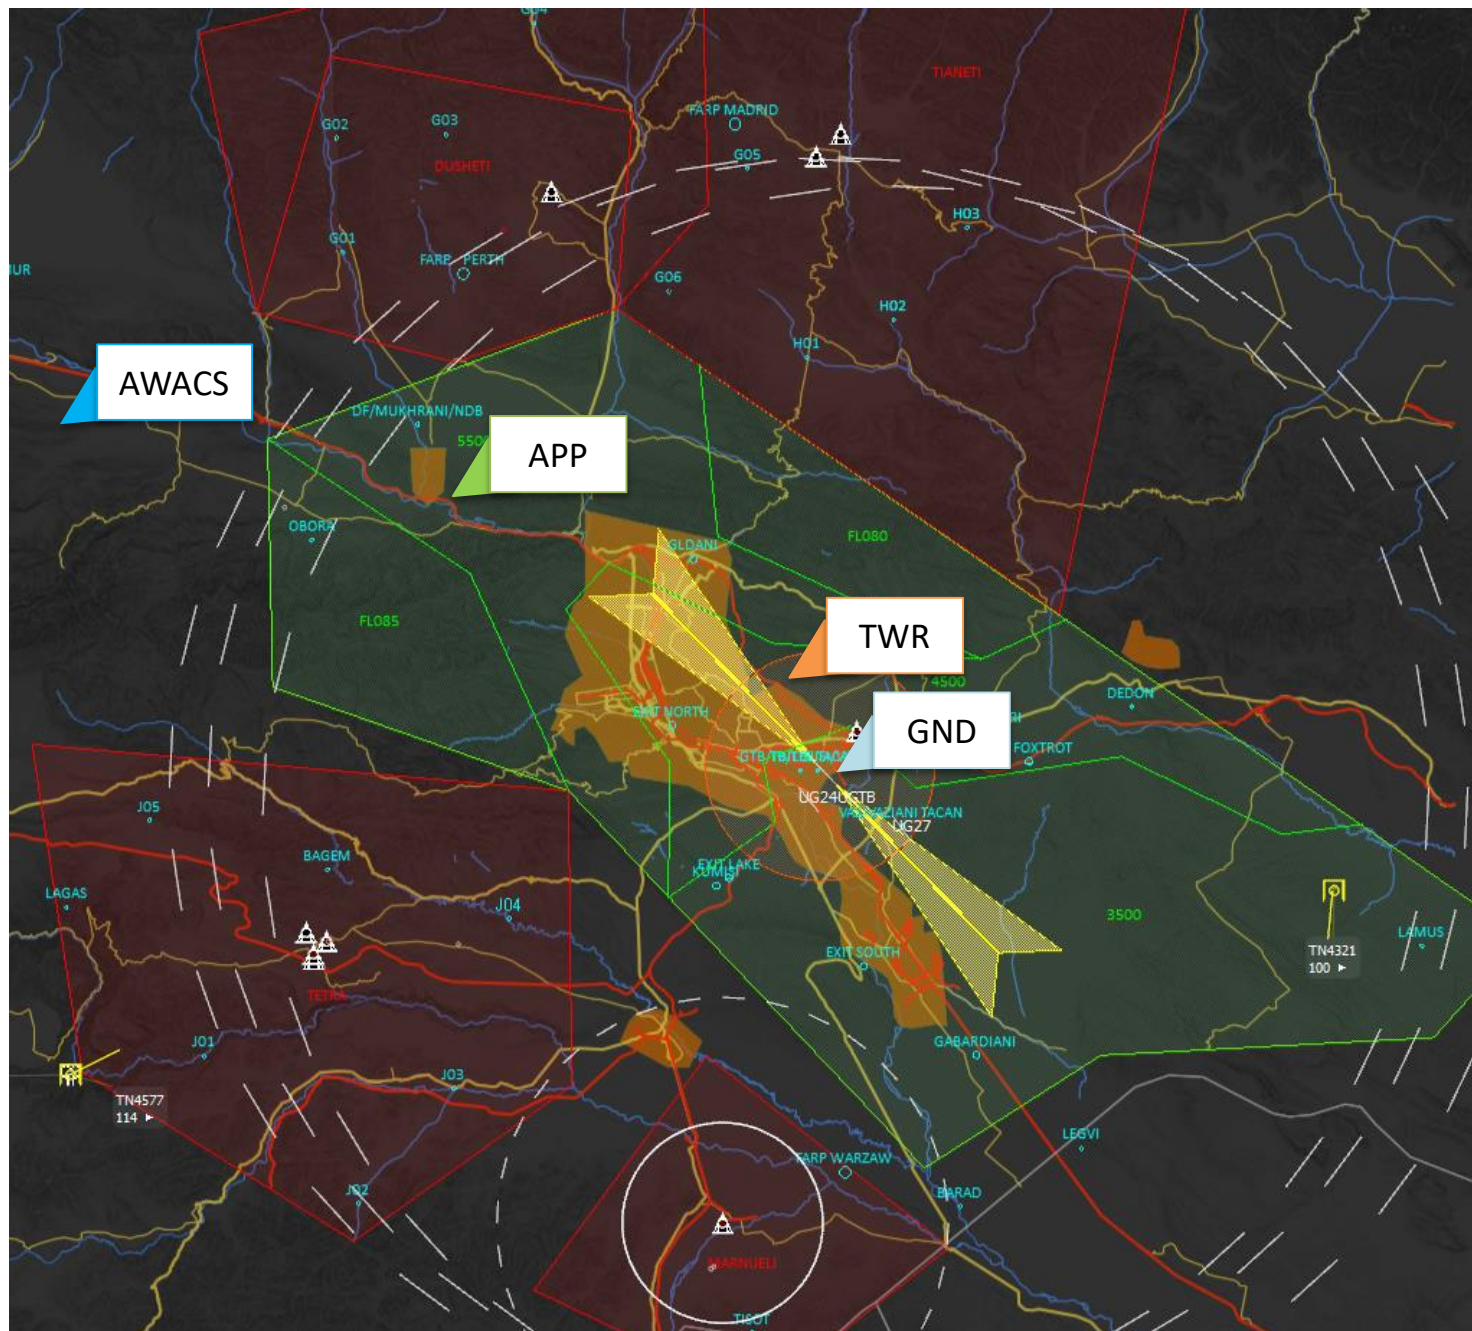 G04
TIANETI
FARP MADRID
G02
G03
G05
DUSHETI
H03
G01
FARP PERTH
G06
H02
H01
AWACS
DF/MUKHRANI/NDB
APP
OBORA
GLDANI
FL080
FL085
TWR
4500
DEDON
EXIT NORTH
GND
FOXTROT
UG24UGTB
UG27
J05
BAGEM
EXIT LAKE
KUMISI
LAGAS
J04
3500
LAMUS
EXIT SOUTH
TN4321
100
TETRA
J01
GABARDIANI
J03
TN4577
114
LEGVI
FARP WARZAW
J02
BARAD
MARNUELI
TISOT